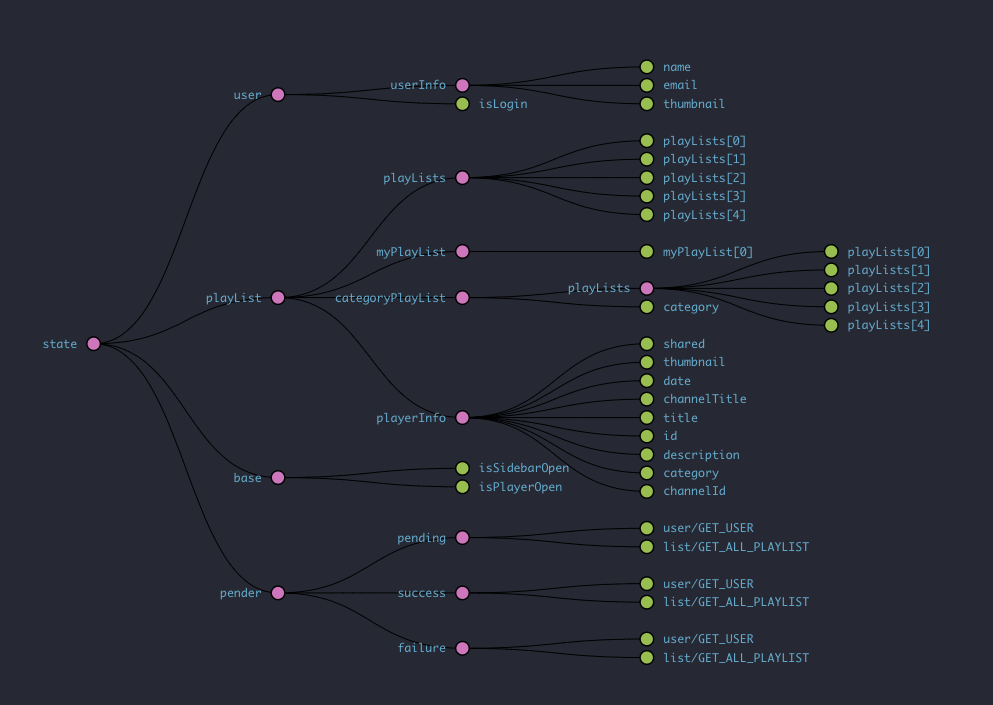 state
user
userInfo
name
email
thumbnail
isLogin
playList
playLists
playLists[0]
playLists[1]
playLists[2]
playLists[3]
playLists[4]
myPlayList
myPlayList[0]
categoryPlayList
playLists
playLists[0]
playLists[1]
playLists[2]
playLists[3]
playLists[4]
category
playerInfo
shared
thumbnail
date
channelTitle
title
id
description
category
channelId
base
isSidebarOpen
isPlayerOpen
pender
pending
user/GET_USER
list/GET_ALL_PLAYLIST
success
user/GET_USER
list/GET_ALL_PLAYLIST
failure
user/GET_USER
list/GET_ALL_PLAYLIST